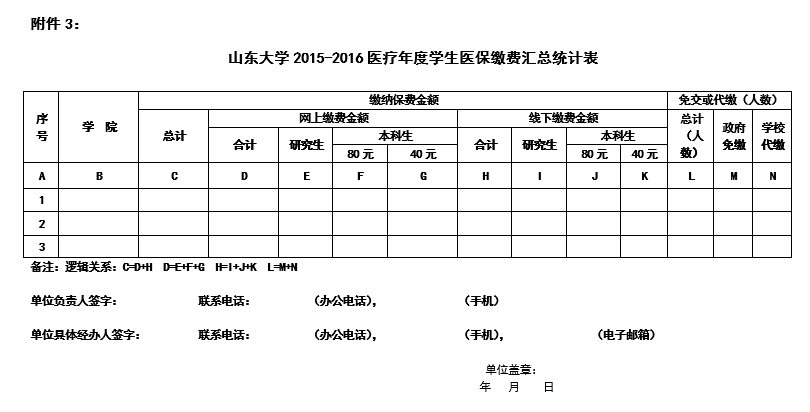 附件 3：
山东大学 2015-2016 医疗年度学生医保缴费汇总统计表
序号 学 院 缴纳保费金额 免交或代缴（人数）
总计 网上缴费金额 线下缴费金额 总计（人数） 政府免缴 学校代缴
合计 研究生 本科生 合计 研究生 本科生
80 元 40 元 80 元 40 元
A B C D E F G H I J K L M N
1
2
3
备注：逻辑关系：C=D+H D=E+F+G H=I+J+K L=M+N
单位负责人签字： 联系电话： （办公电话）， （手机）
单位具体经办人签字： 联系电话： （办公电话）， （手机）， （电子邮箱）
单位盖章：
年 月 日